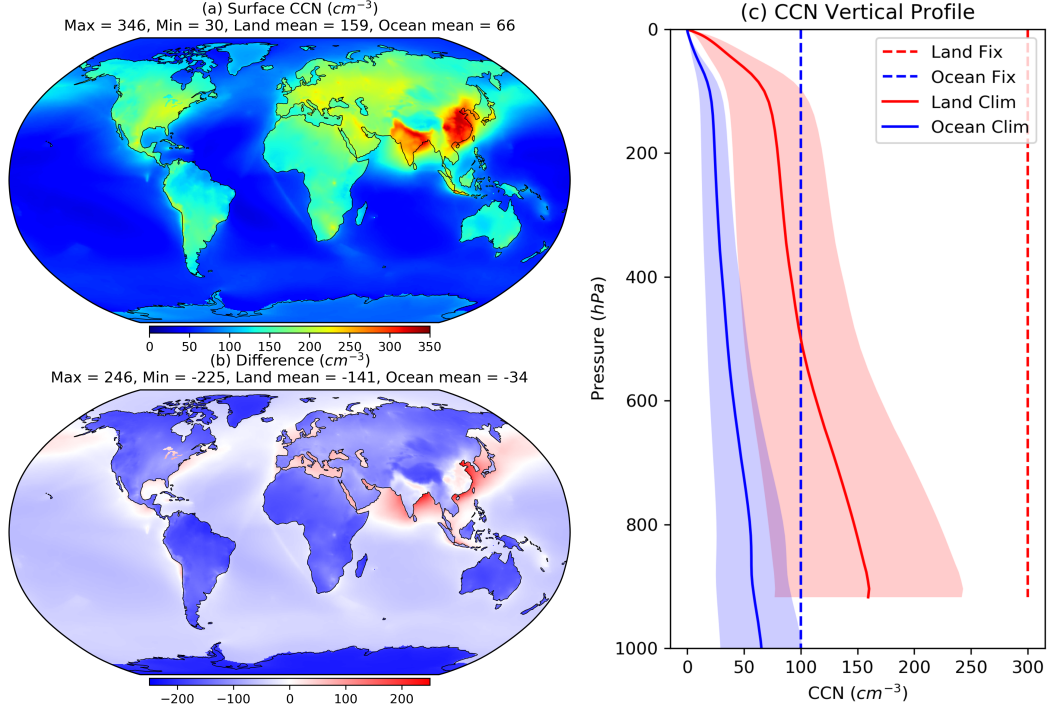 (a) Surface CCN (cm⁻³)
Max = 346, Min = 30, Land mean = 159, Ocean mean = 66
0 50 100 150 200 250 300 350
(b) Difference (cm⁻³)
Max = 246, Min = -225, Land mean = -141, Ocean mean = -34
−200 −100 0 100 200
(c) CCN Vertical Profile
Land Fix
Ocean Fix
Land Clim
Ocean Clim
0
200
400
600
800
1000
Pressure (hPa)
0 50 100 150 200 250 300
CCN (cm⁻³)